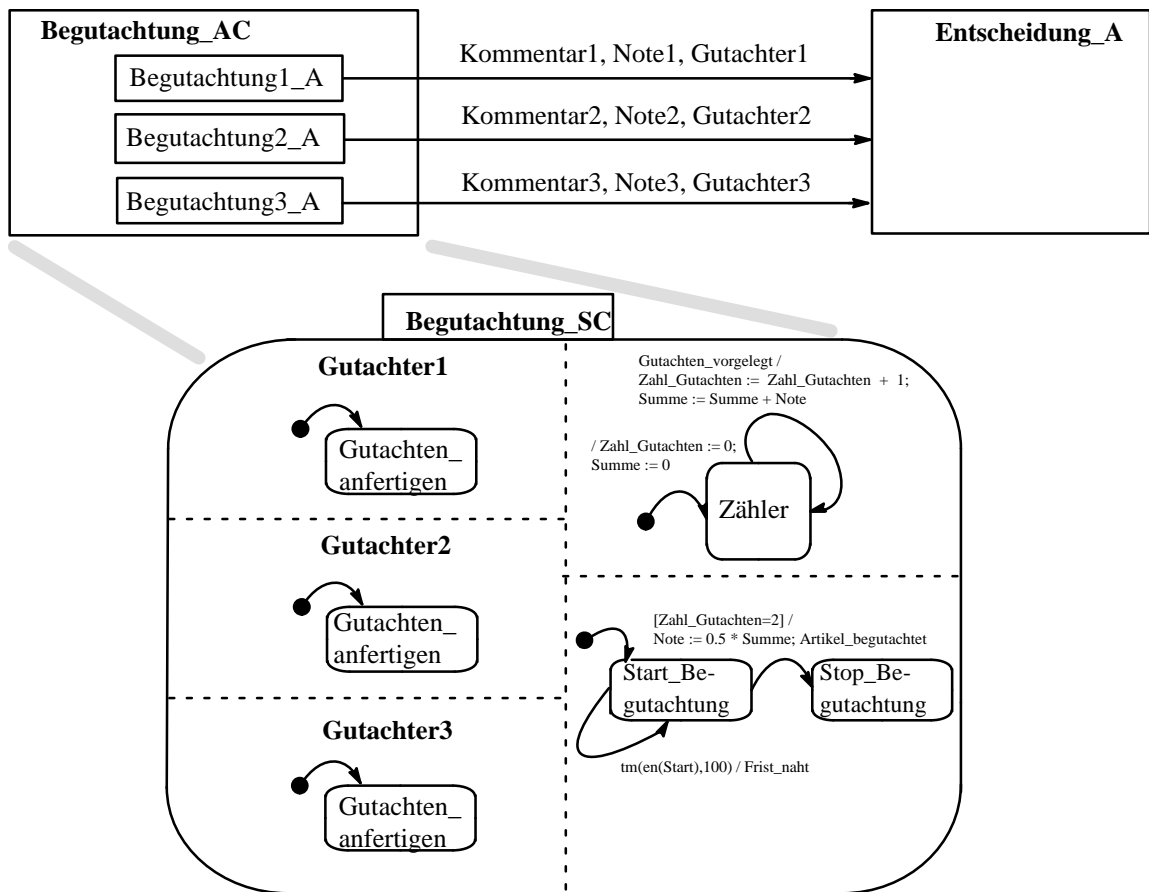 Begutachtung_AC
Begutachtung1_A
Begutachtung2_A
Begutachtung3_A
Kommentar1, Note1, Gutachter1
Kommentar2, Note2, Gutachter2
Kommentar3, Note3, Gutachter3
Entscheidung_A
Begutachtung_SC
Gutachter1
Gutachten_
anfertigen
Gutachter2
Gutachten_
anfertigen
Gutachter3
Gutachten_
anfertigen
Gutachten_vorgelegt /
Zahl_Gutachten := Zahl_Gutachten + 1;
Summe := Summe + Note
/ Zahl_Gutachten := 0;
Summe := 0
Zähler
[Zahl_Gutachten=2] /
Note := 0.5 * Summe; Artikel_begutachtet
Start_Be-
gutachtung
Stop_Be-
gutachtung
tm(en(Start),100) / Frist_naht